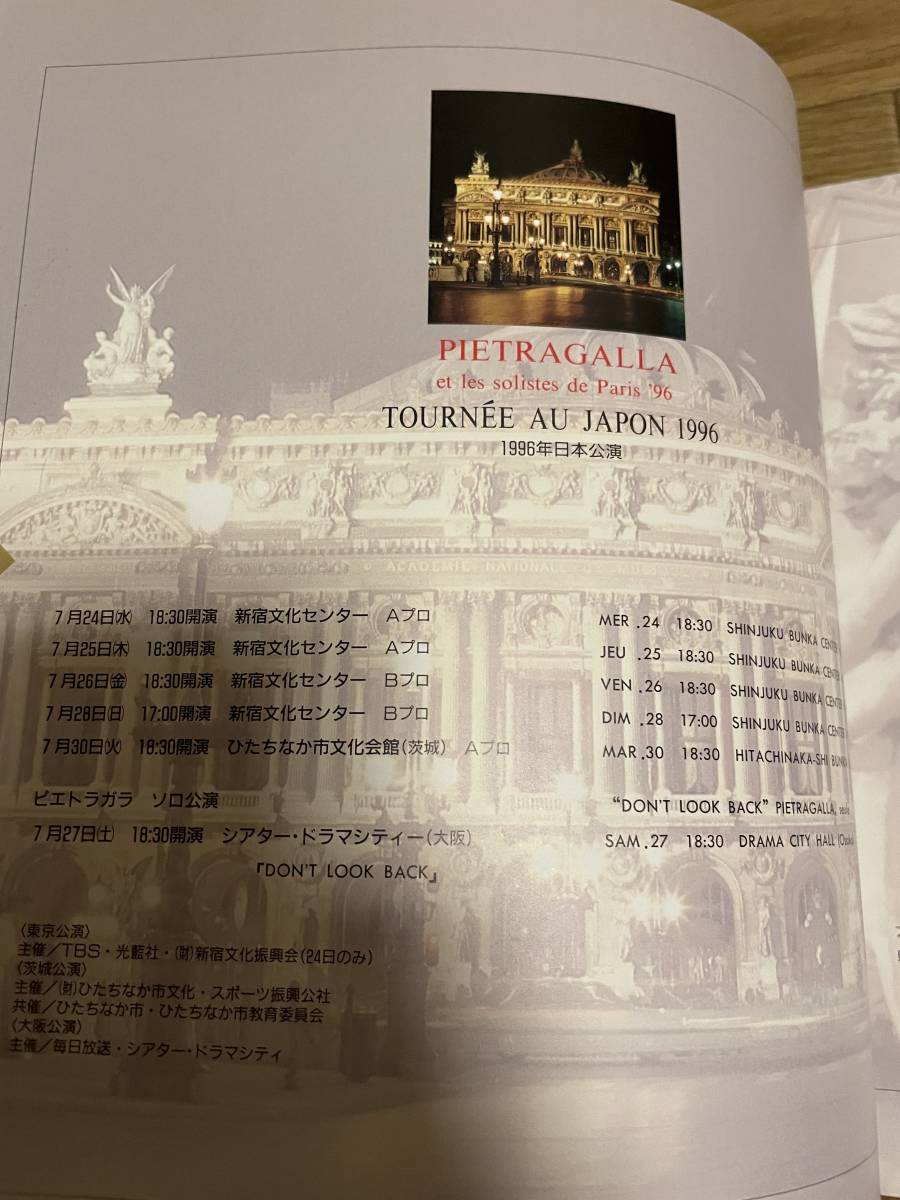 PIETRAGALLA
et les solistes de Paris '96
TOURNÉE AU JAPON 1996
1996年日本公演
ACADEMIE NATIONAL
7月24日㈬ 18:30開演 新宿文化センター Aプロ
7月25日㈭ 18:30開演 新宿文化センター Aプロ
7月26日㈮ 18:30開演 新宿文化センター Bプロ
7月28日㈰ 17:00開演 新宿文化センター Bプロ
7月30日㈫ 18:30開演 ひたちなか市文化会館(茨城) Aプロ
ピエトラガラ ソロ公演
7月27日㈯ 18:30開演 シアター・ドラマシティー(大阪)
『DON'T LOOK BACK』
MER .24 18:30 SHINJUKU BUNKA CENTER
JEU .25 18:30 SHINJUKU BUNKA CENTER
VEN .26 18:30 SHINJUKU BUNKA CENTER
DIM .28 17:00 SHINJUKU BUNKA CENTER
MAR .30 18:30 HITACHINAKA-SHI
"DON'T LOOK BACK" PIETRAGALLA,
SAM .27 18:30 DRAMA CITY HALL
〈東京公演〉
主催/TBS・光藍社・㈶新宿文化振興会(24日のみ)
〈茨城公演〉
主催/㈶ひたちなか市文化・スポーツ振興公社
共催/ひたちなか市・ひたちなか市教育委員会
〈大阪公演〉
主催/毎日放送・シアター・ドラマシティ